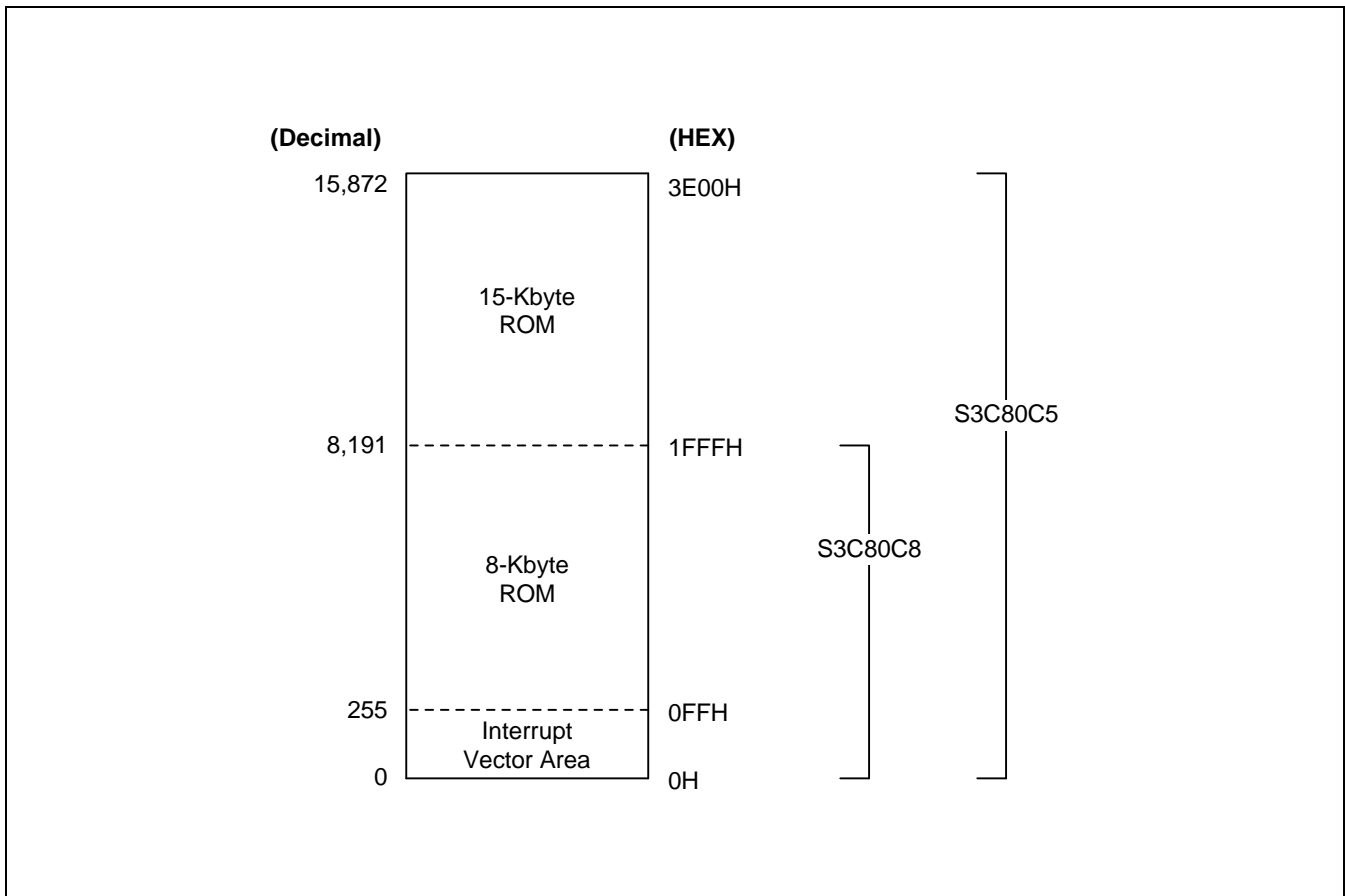 (Decimal) (HEX)
15,872 3E00H
15-Kbyte
ROM
S3C80C5
8,191 1FFFH
S3C80C8
8-Kbyte
ROM
255 0FFH
Interrupt
Vector Area
0 0H